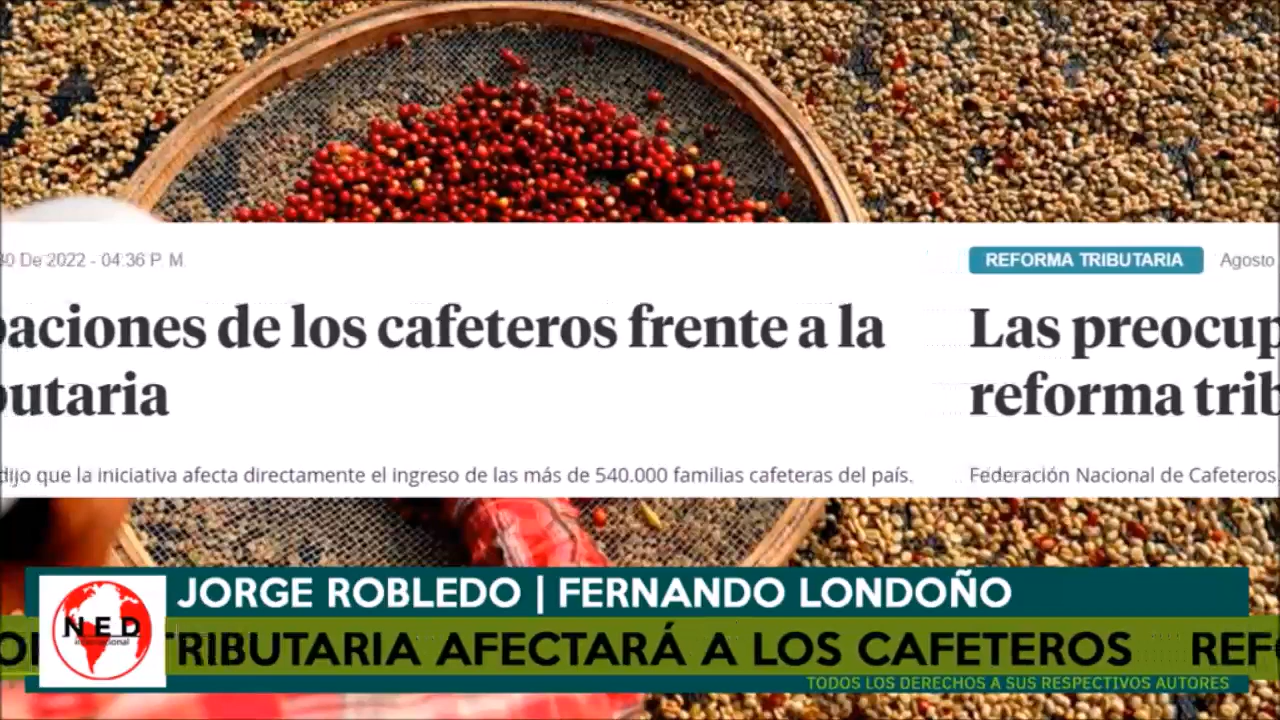 30 De 2022 - 04:36 P. M.
paciones de los cafeteros frente a la
butaria
dijo que la iniciativa afecta directamente el ingreso de las más de 540.000 familias cafeteras del país.
REFORMA TRIBUTARIA Agosto
Las preocup
reforma trib
Federación Nacional de Cafeteros
JORGE ROBLEDO | FERNANDO LONDOÑO
NED
internacional
TRIBUTARIA AFECTARÁ A LOS CAFETEROS REF
TODOS LOS DERECHOS A SUS RESPECTIVOS AUTORES